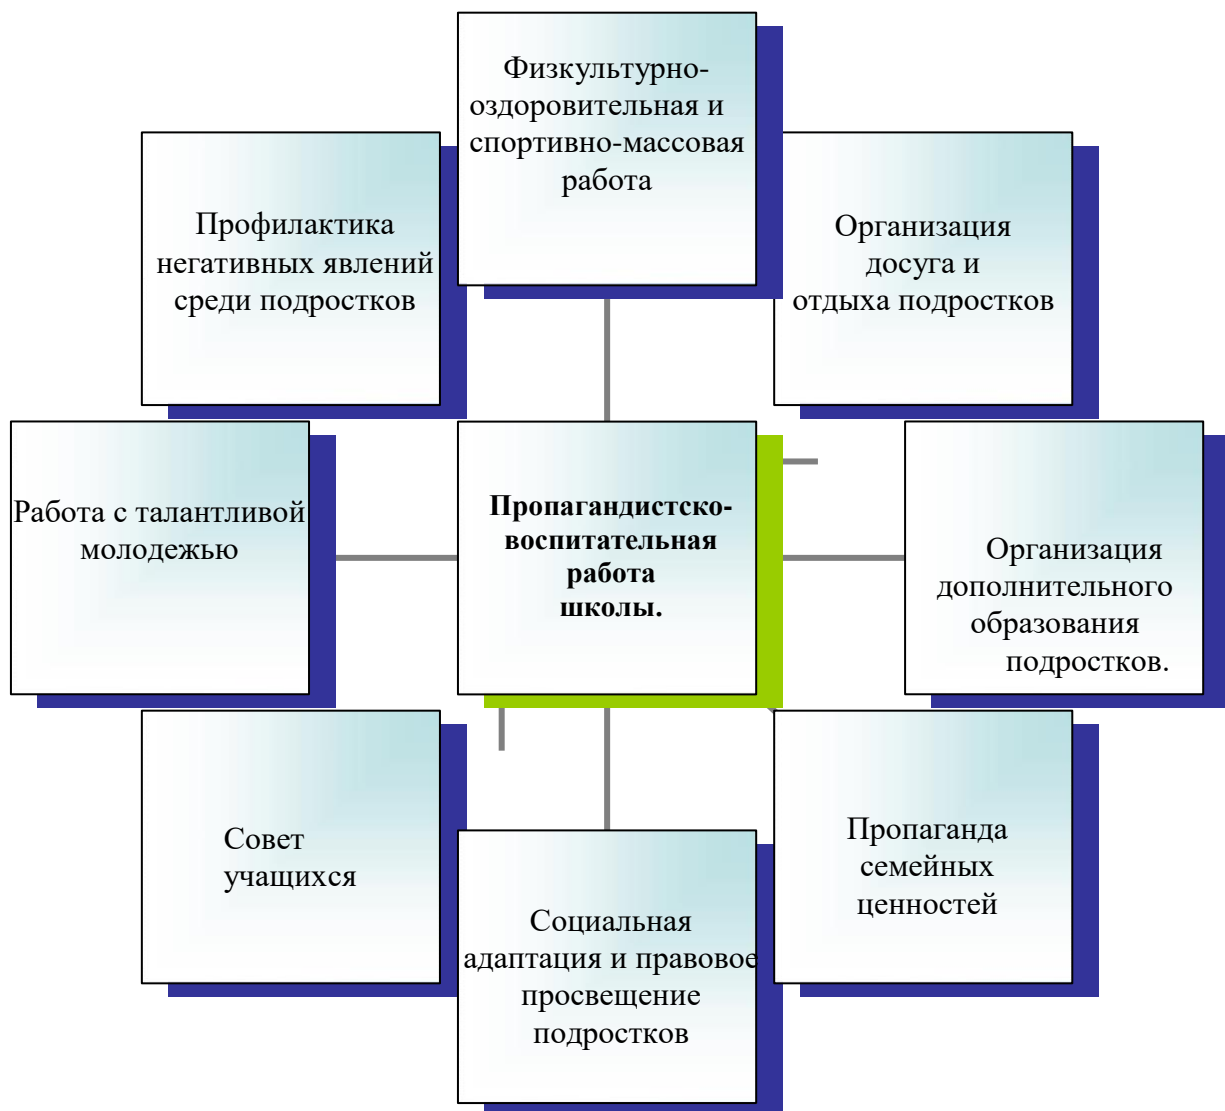 Физкультурно-
оздоровительная и
спортивно-массовая
работа
Профилактика
негативных явлений
среди подростков
Организация
досуга и
отдыха подростков
Работа с талантливой
молодежью
Пропагандистско-
воспитательная
работа
школы.
Организация
дополнительного
образования
подростков.
Совет
учащихся
Социальная
адаптация и правовое
просвещение
подростков
Пропаганда
семейных
ценностей